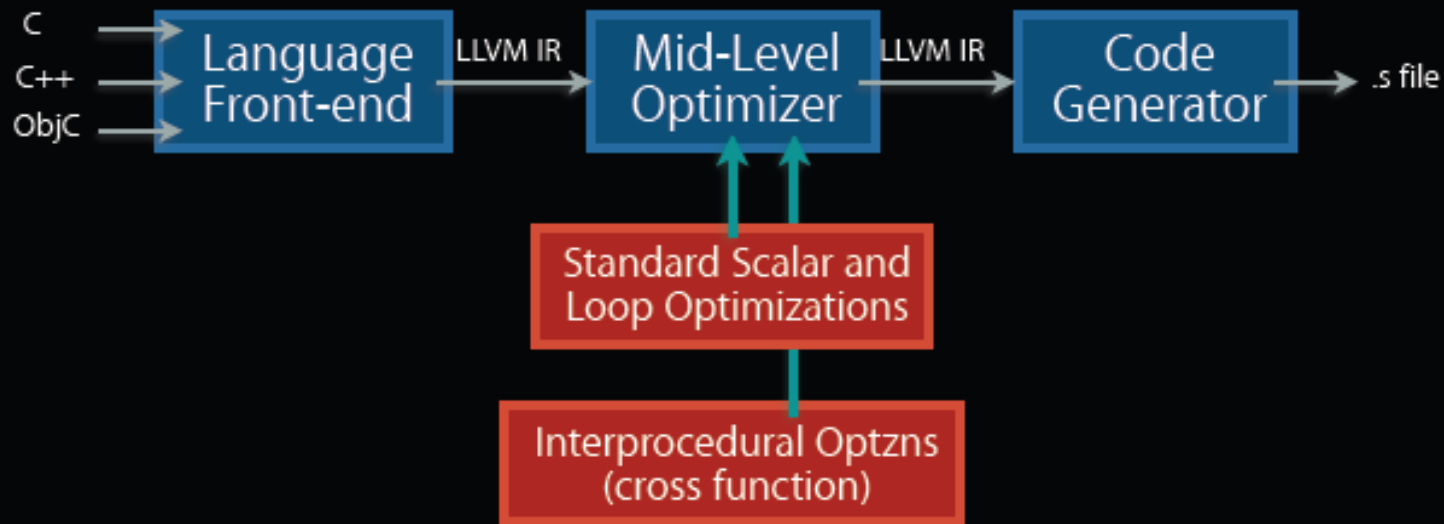 C
C++
ObjC
Language
Front-end
LLVM IR
Mid-Level
Optimizer
LLVM IR
Code
Generator
.s file
Standard Scalar and
Loop Optimizations
Interprocedural Optzns
(cross function)